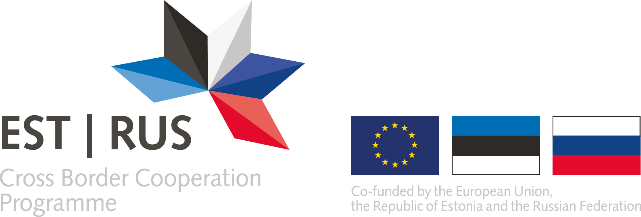 EST | RUS
Cross Border Cooperation
Programme
Co-funded by the European Union,
the Republic of Estonia and the Russian Federation